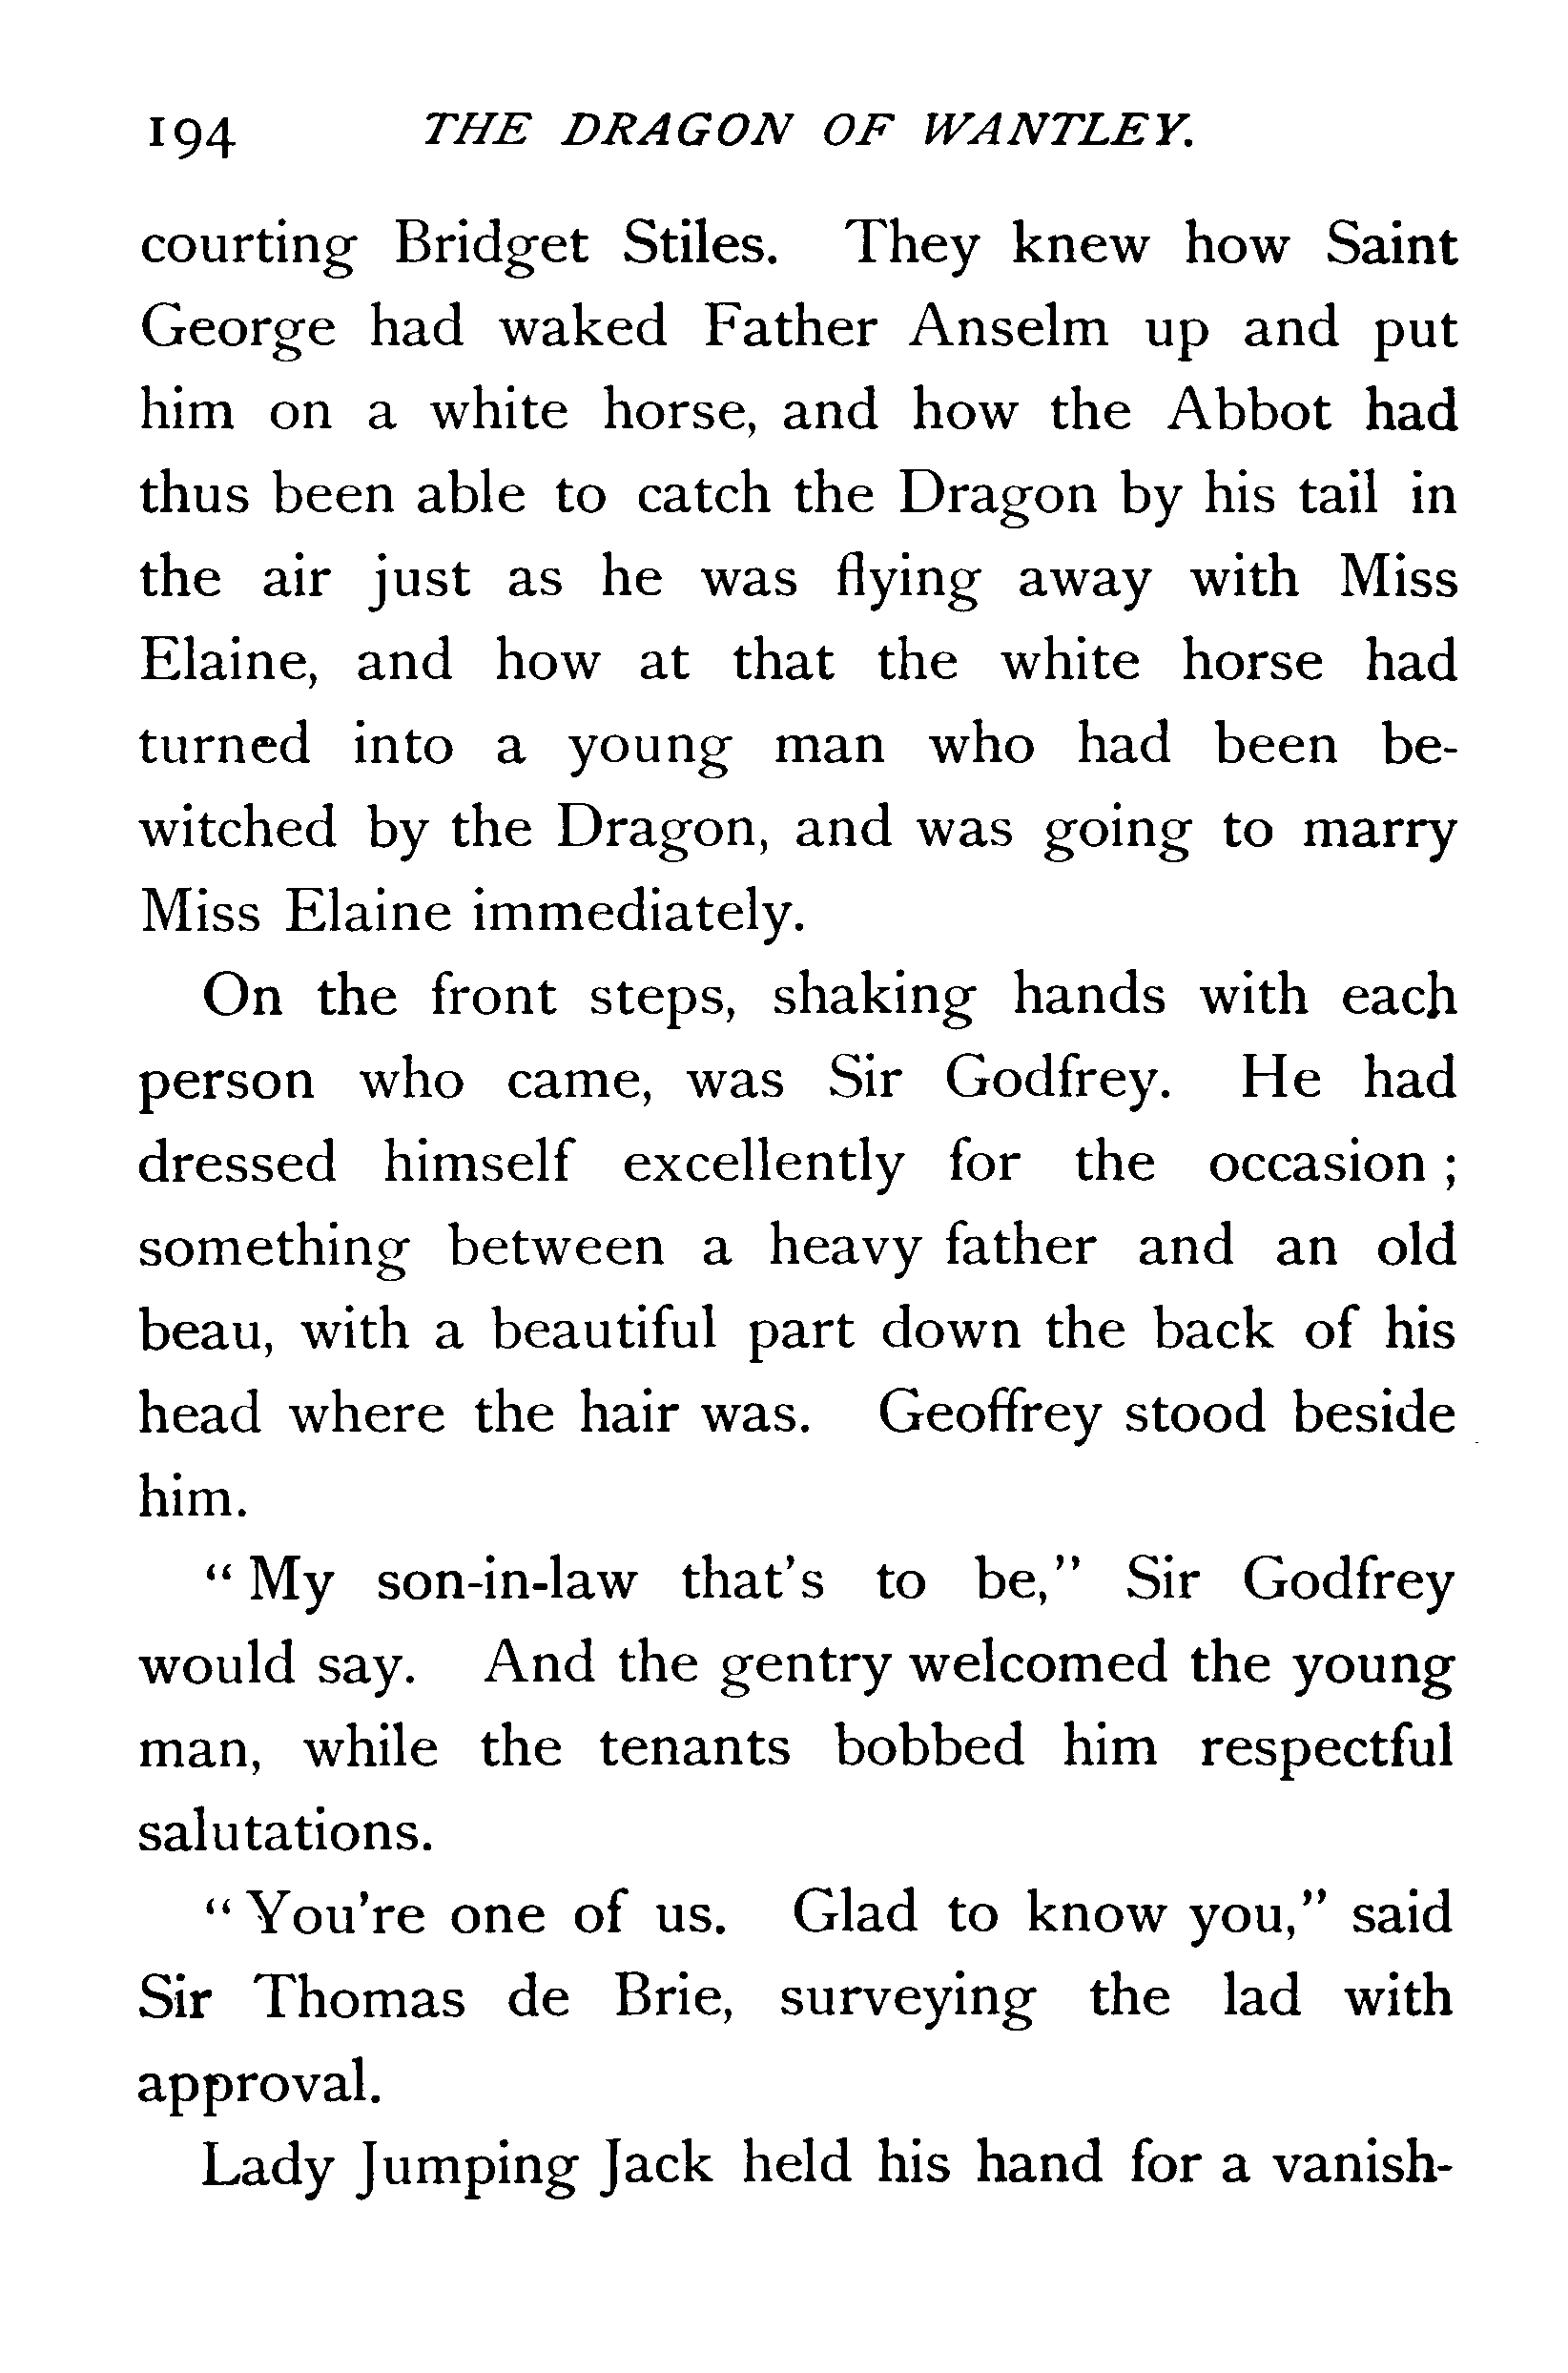 194 THE DRAGON OF WANTLEY.
courting Bridget Stiles. They knew how Saint
George had waked Father Anselm up and put
him on a white horse, and how the Abbot had
thus been able to catch the Dragon by his tail in
the air just as he was flying away with Miss
Elaine, and how at that the white horse had
turned into a young man who had been be-
witched by the Dragon, and was going to marry
Miss Elaine immediately.
On the front steps, shaking hands with each
person who came, was Sir Godfrey. He had
dressed himself excellently for the occasion ;
something between a heavy father and an old
beau, with a beautiful part down the back of his
head where the hair was. Geoffrey stood beside
him.
“ My son-in-law that’s to be,” Sir Godfrey
would say. And the gentry welcomed the young
man, while the tenants bobbed him respectful
salutations.
“ You’re one of us. Glad to know you,” said
Sir Thomas de Brie, surveying the lad with
approval.
Lady Jumping Jack held his hand for a vanish-